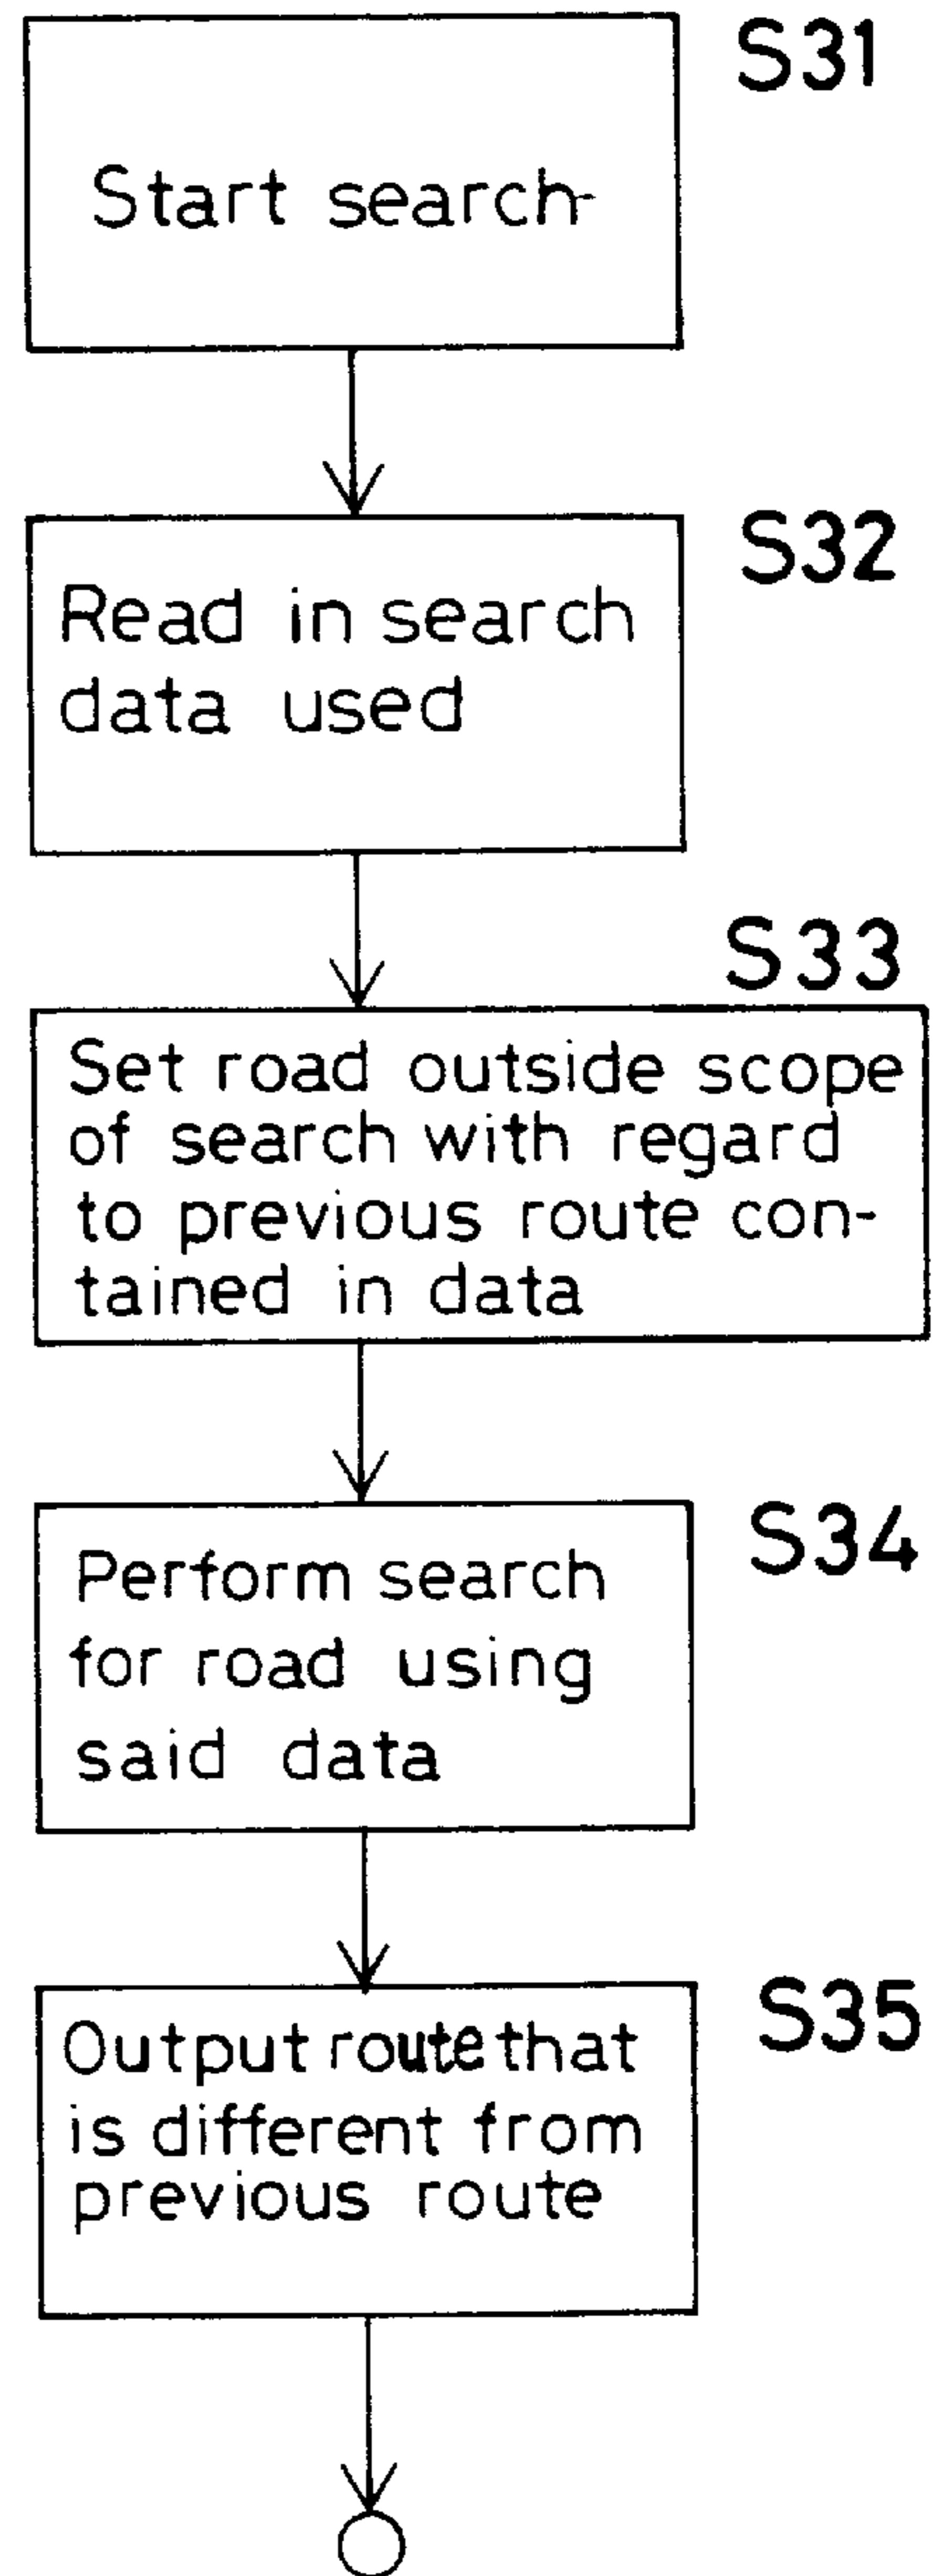 S31
Start search-
S32
Read in search
data used
S33
Set road outside scope
of search with regard
to previous route con-
tained in data
S34
Perform search
for road using
said data
S35
Output route that
is different from
previous route